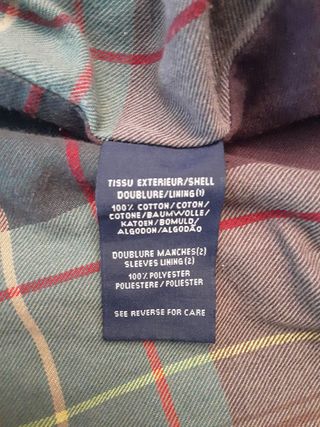 TISSU EXTERIEUR/SHELL
DOUBLURE/LINING(1)
100% COTTON/COTON/
COTONE/BAUMWOLLE/
KATOEN/BOMULD/
ALGODON/ALGODÃO
DOUBLURE MANCHES(2)
SLEEVES LINING(2)
100% POLYESTER
POLIESTERE/POLIESTER
SEE REVERSE FOR CARE